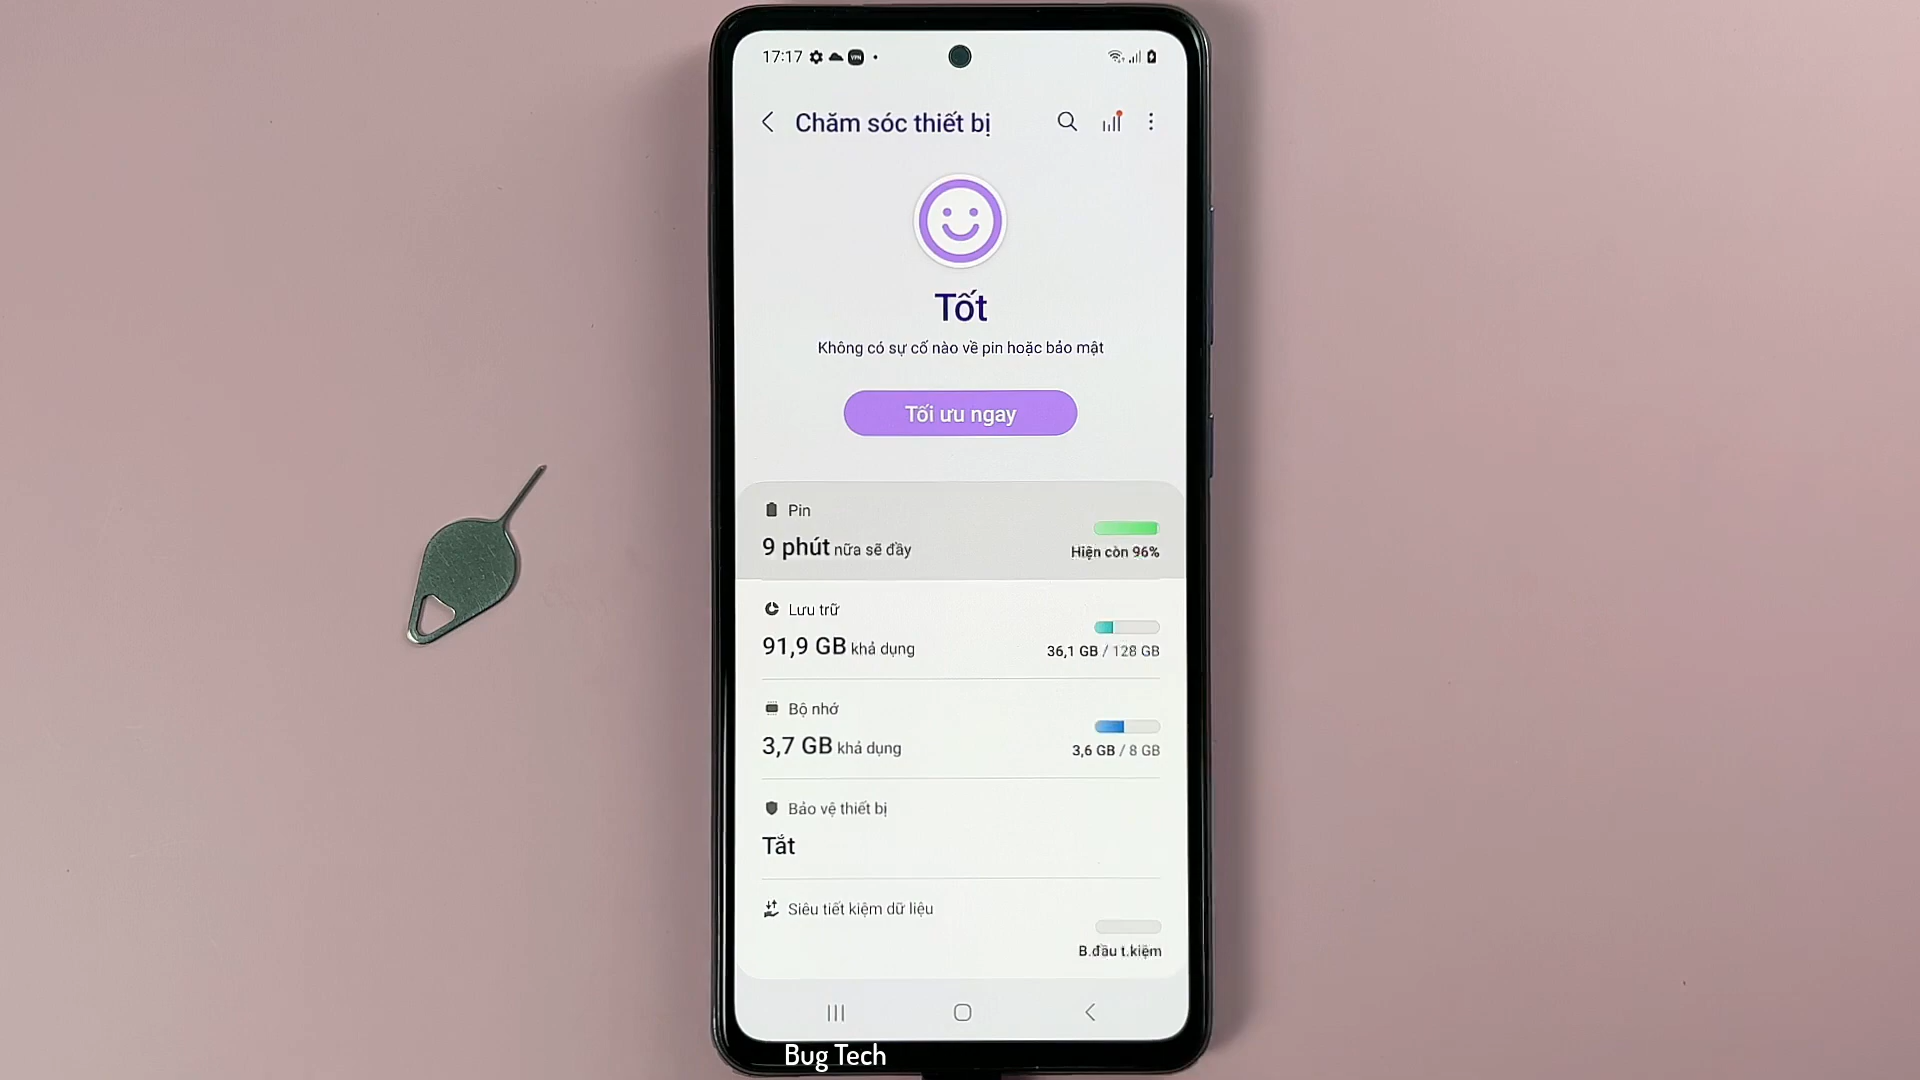 17:17
VPN
Chăm sóc thiết bị
Tốt
Không có sự cố nào về pin hoặc bảo mật
Tối ưu ngay
Pin
9 phút nữa sẽ đầy
Hiện còn 96%
Lưu trữ
91,9 GB khả dụng
36,1 GB / 128 GB
Bộ nhớ
3,7 GB khả dụng
3,6 GB / 8 GB
Bảo vệ thiết bị
Tắt
Siêu tiết kiệm dữ liệu
B.đầu t.kiệm
Bug Tech